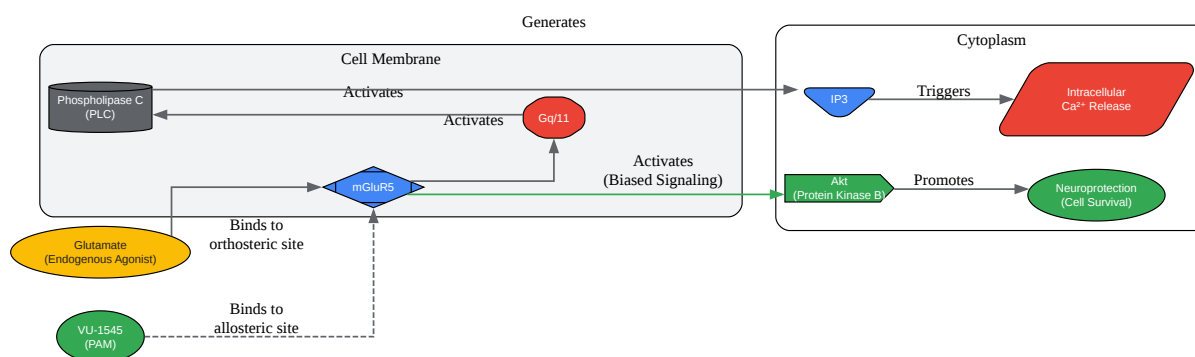 Generates
Cell Membrane
Cytoplasm
Phospholipase C
(PLC)
Activates
Activates
Gq/11
IP3
Triggers
Intracellular
Ca²⁺ Release
mGluR5
Activates
(Biased Signaling)
Akt
(Protein Kinase B)
Promotes
Neuroprotection
(Cell Survival)
Glutamate
(Endogenous Agonist)
Binds to
orthosteric site
VU-1545
(PAM)
Binds to
allosteric site